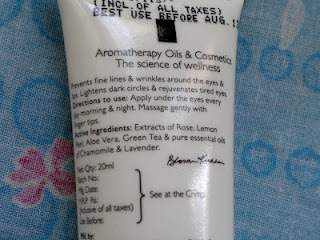 (INCL.OF ALL TAXES)
BEST USE BEFORE AUG.1
Aromatherapy Oils & Cosmetics
The science of wellness
Prevents fine lines & wrinkles around the eyes &
lips. Lightens dark circles & rejuvenates tired eyes.
Directions to use: Apply under the eyes every
day morning & night. Massage gently with
finger tips.
Active Ingredients: Extracts of Rose, Lemon
Peel, Aloe Vera, Green Tea & pure essential oils
of Chamomile & Lavender.
Net Qty: 20ml
Batch No.:
Mfg Date:
M.R.P. Rs:
(Inclusive of all taxes)
Use Before:
See at the Crimp